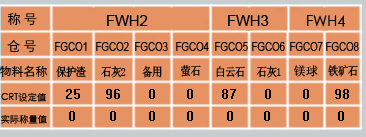 称号 FWH2 FWH3 FWH4
仓号 FGC01 FGC02 FGC03 FGC04 FGC05 FGC06 FGC07 FGC08
物料名称 保护渣 石灰2 备用 萤石 白云石 石灰1 镁球 铁矿石
CRT设定值 25 96 0 0 87 0 0 98
实际称量值 0 0 0 0 0 0 0 0